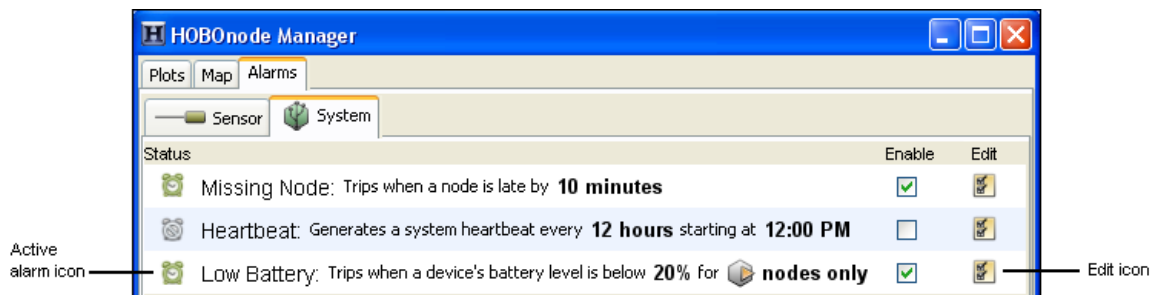 HOBOnode Manager
Plots Map Alarms
Sensor System
Status Enable Edit
Missing Node: Trips when a node is late by 10 minutes
Heartbeat: Generates a system heartbeat every 12 hours starting at 12:00 PM
Low Battery: Trips when a device's battery level is below 20% for nodes only
Active
alarm icon
Edit icon